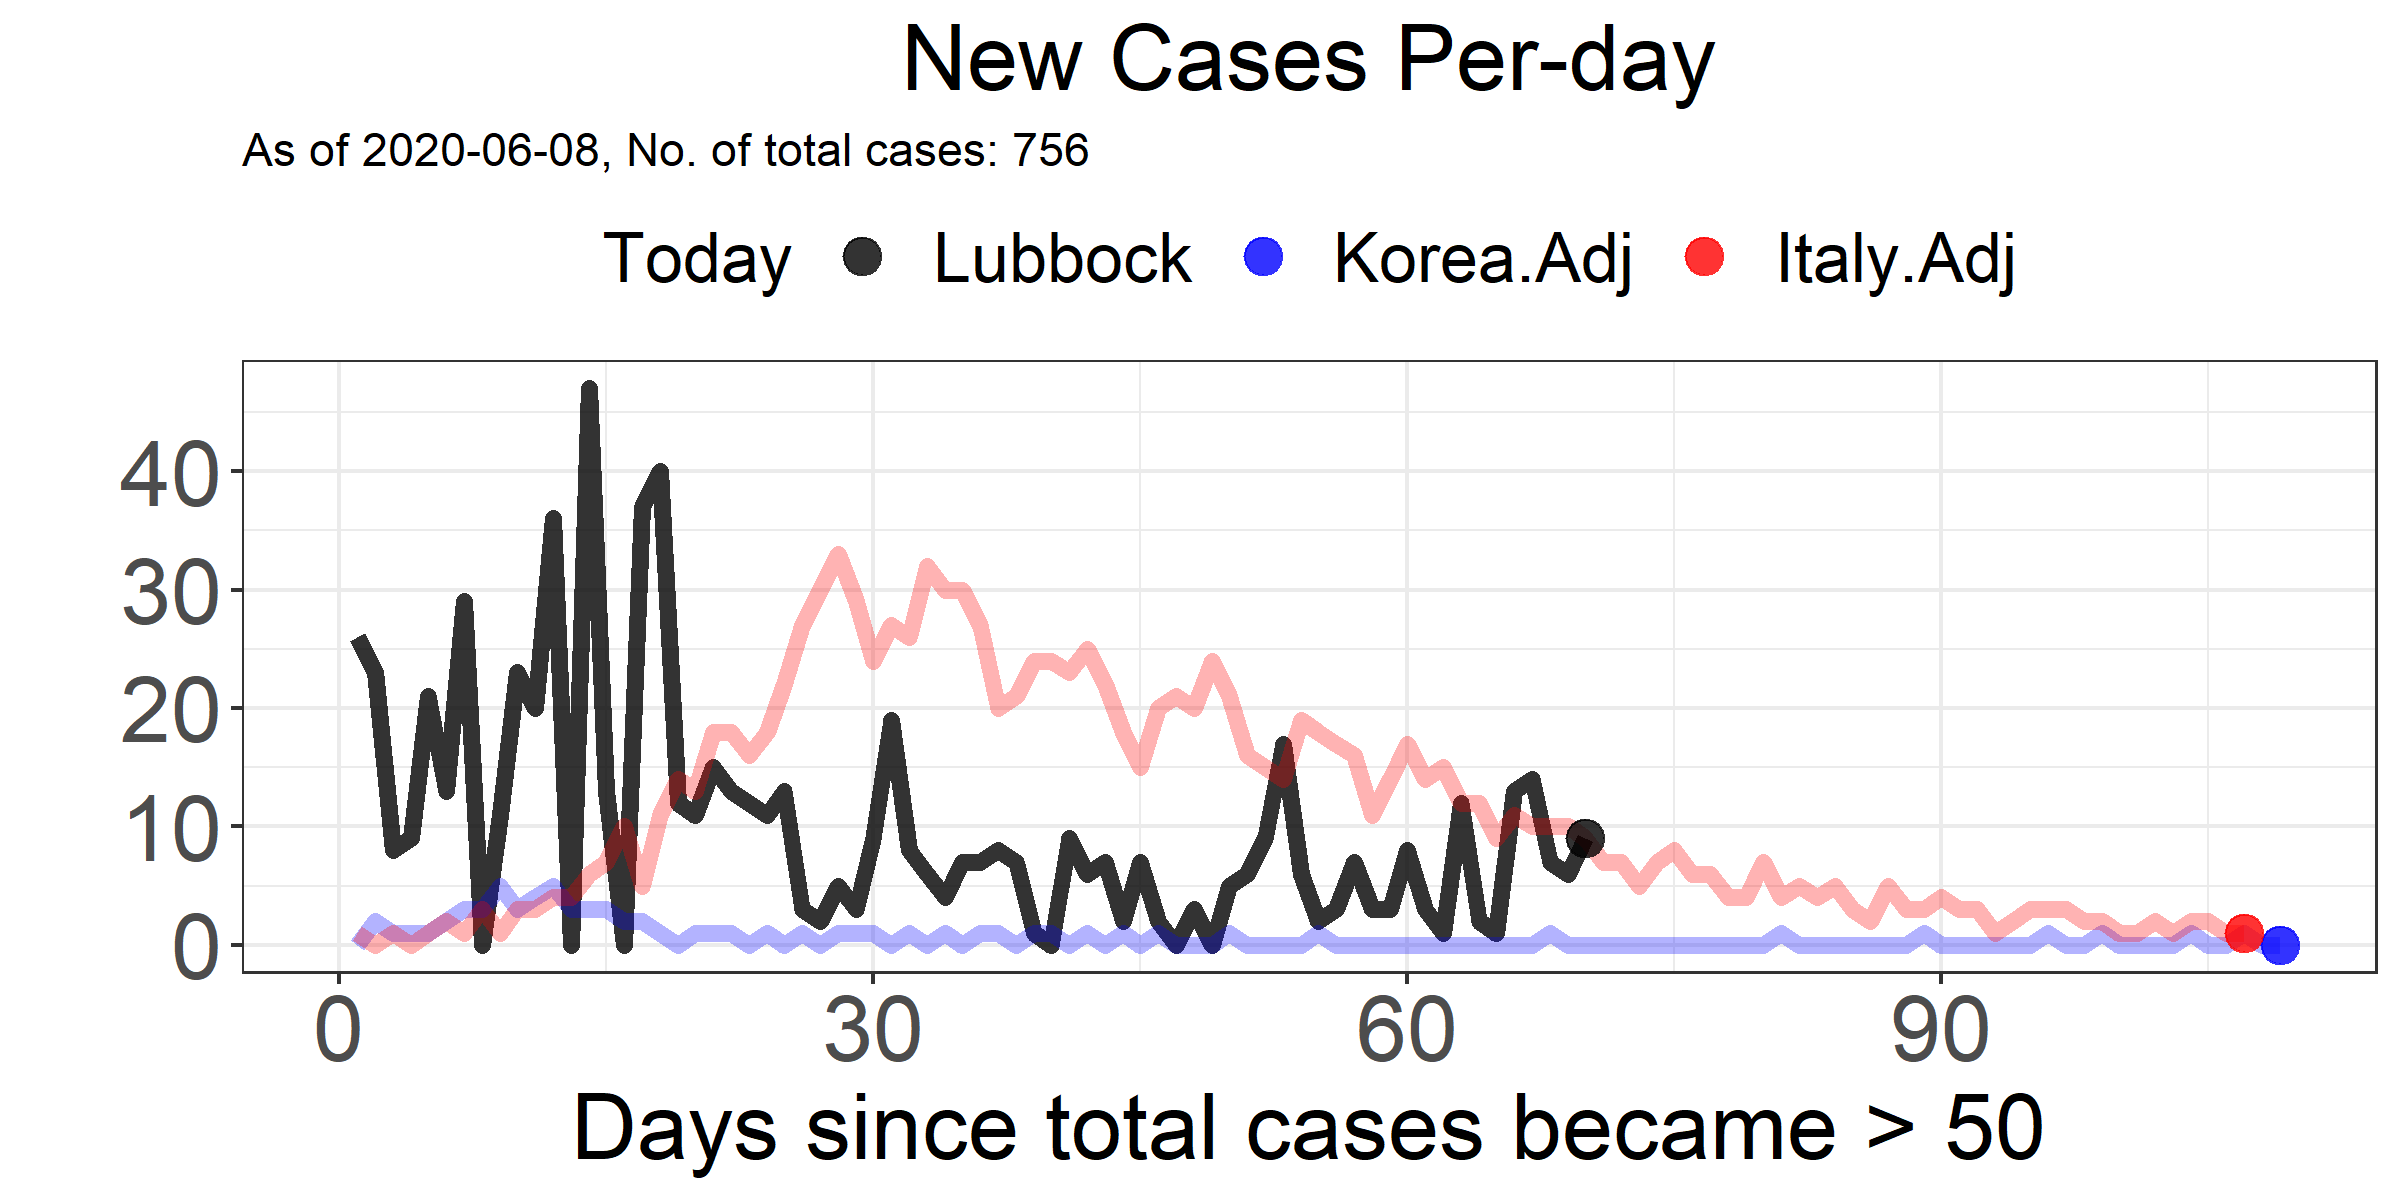 New Cases Per-day
As of 2020-06-08, No. of total cases: 756
Today Lubbock Korea.Adj Italy.Adj
40
30
20
10
0
0 30 60 90
Days since total cases became > 50